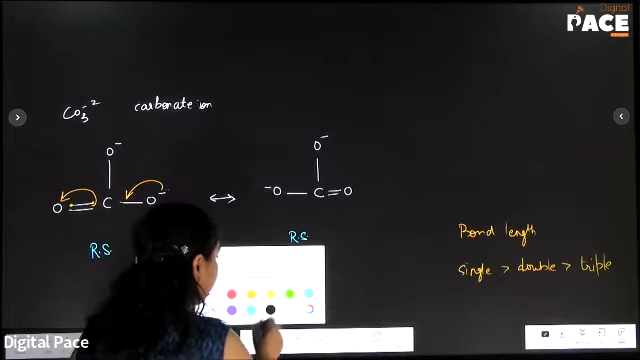 Digital
PACE
CO3-2 carbonate ion
O- O-
O = C — O- ↔ -O — C = O
R.S. R.S.
Bond length
single > double > triple
Digital Pace